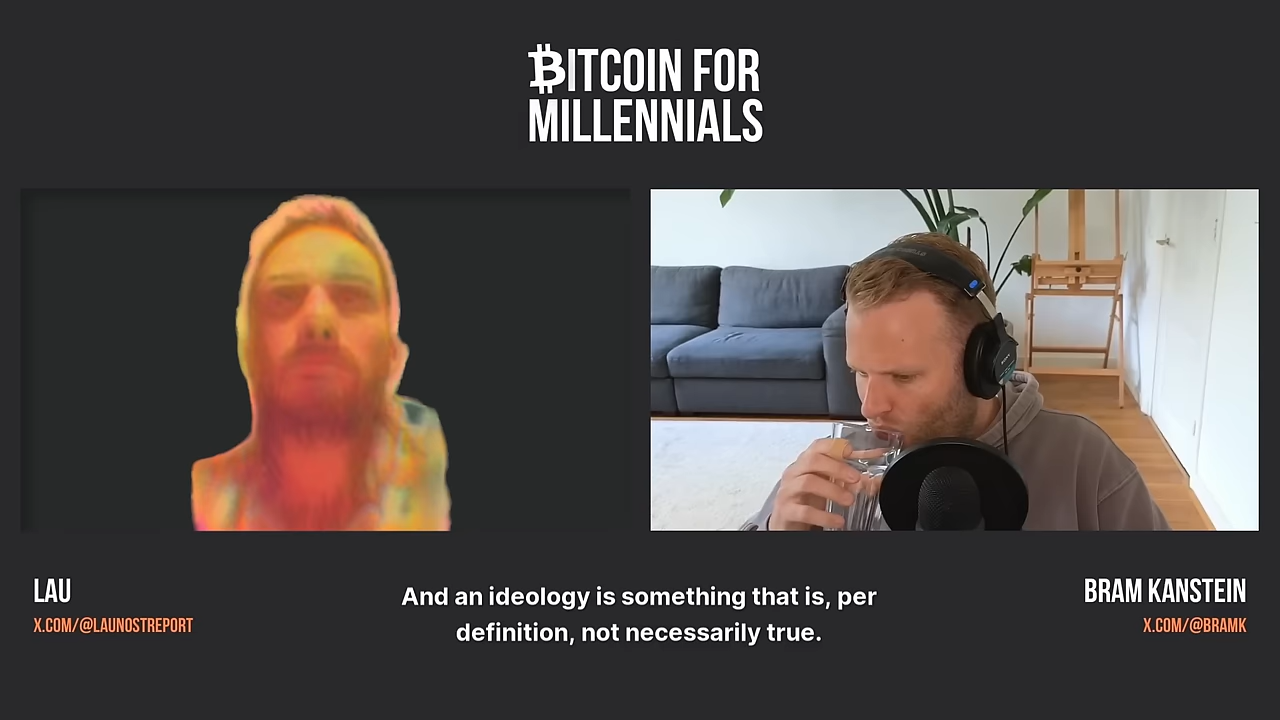 ₿ITCOIN FOR
MILLENNIALS
LAU
X.COM/@LAUNOSTREPORT
And an ideology is something that is, per
definition, not necessarily true.
BRAM KANSTEIN
X.COM/@BRAMK